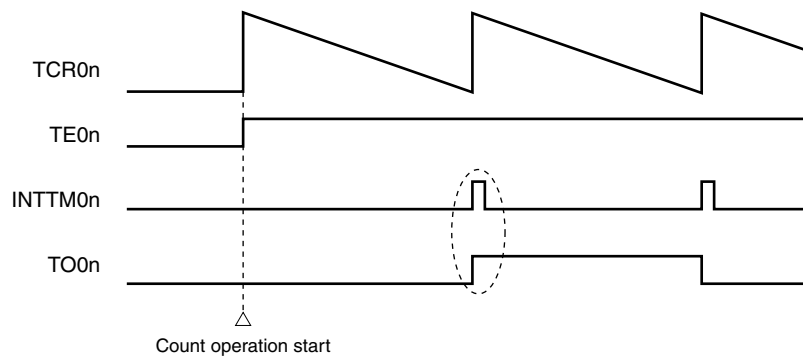 TCR0n
TE0n
INTTM0n
TO0n
Count operation start